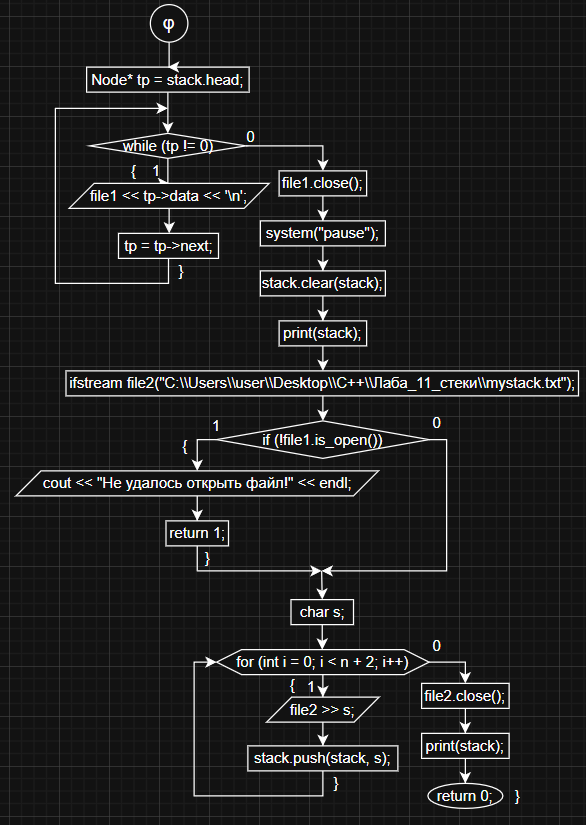 φ
Node* tp = stack.head;
while (tp != 0)
0
{
1
file1 << tp->data << '\n';
tp = tp->next;
}
file1.close();
system("pause");
stack.clear(stack);
print(stack);
ifstream file2("C:\\Users\\user\\Desktop\\C++\\Лаба_11_стеки\\mystack.txt");
if (!file1.is_open())
1
0
{
cout << "Не удалось открыть файл!" << endl;
return 1;
}
char s;
for (int i = 0; i < n + 2; i++)
0
{
1
file2 >> s;
stack.push(stack, s);
}
file2.close();
print(stack);
return 0;
}